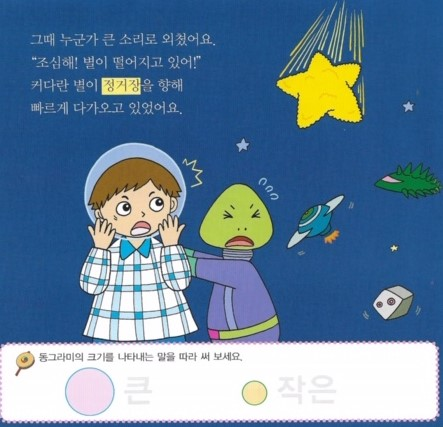 그때 누군가 큰 소리로 외쳤어요.
“조심해! 별이 떨어지고 있어!”
커다란 별이 정거장을 향해
빠르게 다가오고 있었어요.
동그라미의 크기를 나타내는 말을 따라 써 보세요.
큰 작은